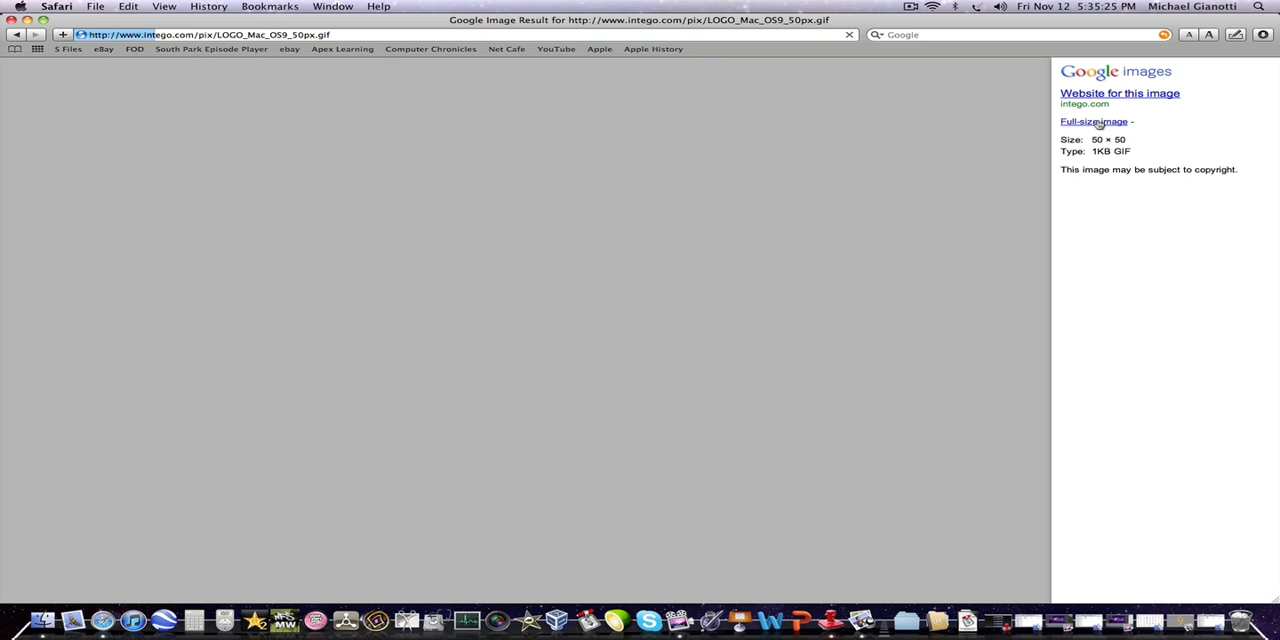 Safari File Edit View History Bookmarks Window Help Fri Nov 12 5:35:25 PM Michael Gianotti
Google Image Result for http://www.intego.com/pix/LOGO_Mac_OS9_50px.gif
http://www.intego.com/pix/LOGO_Mac_OS9_50px.gif Google A A
S Files eBay FOD South Park Episode Player ebay Apex Learning Computer Chronicles Net Cafe YouTube Apple Apple History
Google images
Website for this image
intego.com
Full-size image -
Size: 50 × 50
Type: 1KB GIF
This image may be subject to copyright.